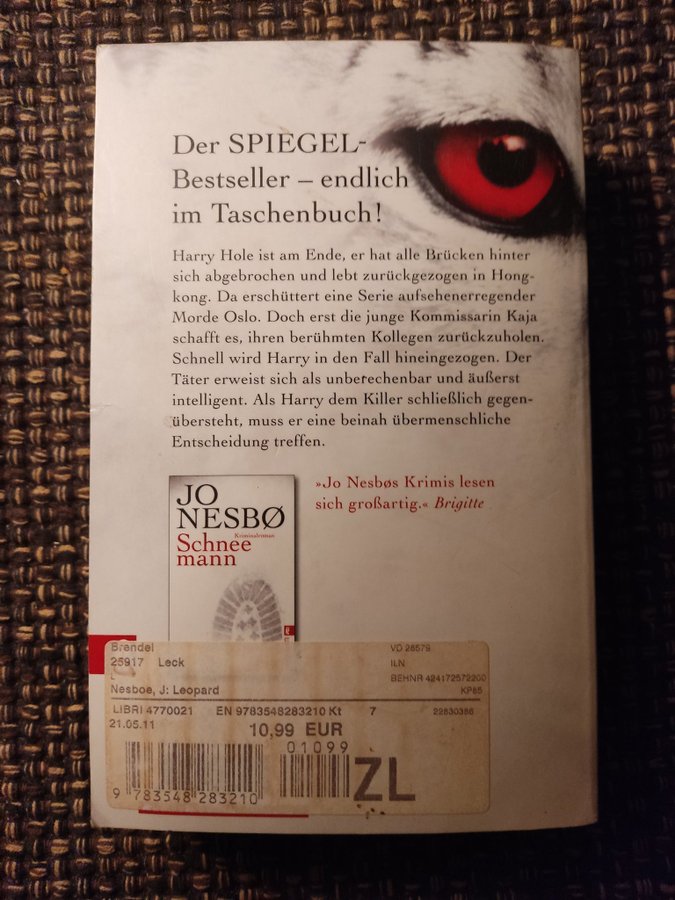 Der SPIEGEL-
Bestseller – endlich
im Taschenbuch!
Harry Hole ist am Ende, er hat alle Brücken hinter
sich abgebrochen und lebt zurückgezogen in Hong-
kong. Da erschüttert eine Serie aufsehenerregender
Morde Oslo. Doch erst die junge Kommissarin Kaja
schafft es, ihren berühmten Kollegen zurückzuholen.
Schnell wird Harry in den Fall hineingezogen. Der
Täter erweist sich als unberechenbar und äußerst
intelligent. Als Harry dem Killer schließlich gegen-
übersteht, muss er eine beinah übermenschliche
Entscheidung treffen.
JO
NESBØ
Kriminalroman
Schnee
mann
»Jo Nesbøs Krimis lesen
sich großartig.« Brigitte
Brendel VD 26579
25917 Leck ILN
L BEHNR 424172572200
Nesboe, J: Leopard KP85
LIBRI 4770021 EN 9783548283210 Kt 7 22830386
21.05.11 10,99 EUR
01099
ZL
9 783548 283210